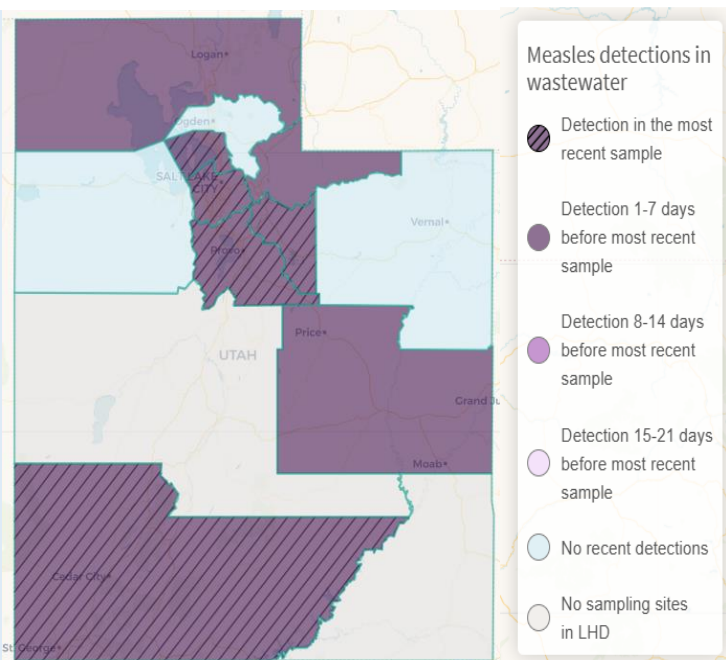 Logan
Ogden
SALT LAKE
CITY
Vernal
Provo
Price
UTAH
Grand Ju
Moab
Cedar City
St. George
Measles detections in
wastewater
Detection in the most
recent sample
Detection 1-7 days
before most recent
sample
Detection 8-14 days
before most recent
sample
Detection 15-21 days
before most recent
sample
No recent detections
No sampling sites
in LHD